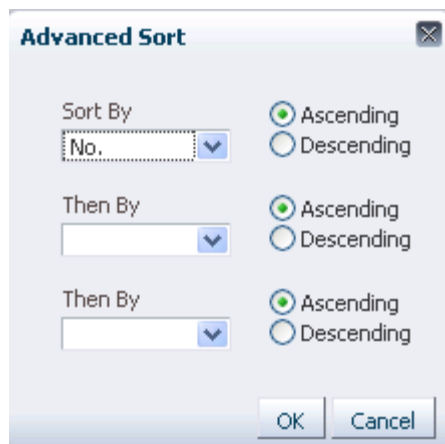 Advanced Sort
Sort By
No.
Ascending
Descending
Then By
Ascending
Descending
Then By
Ascending
Descending
OK
Cancel